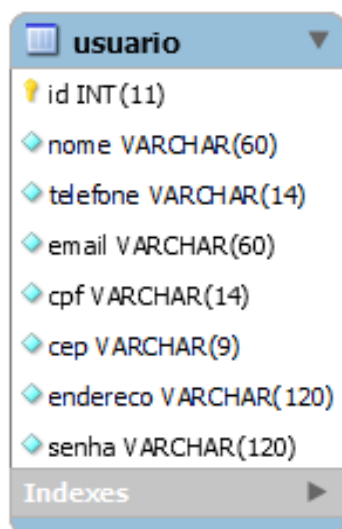 usuario
id INT(11)
nome VARCHAR(60)
telefone VARCHAR(14)
email VARCHAR(60)
cpf VARCHAR(14)
cep VARCHAR(9)
endereco VARCHAR(120)
senha VARCHAR(120)
Indexes